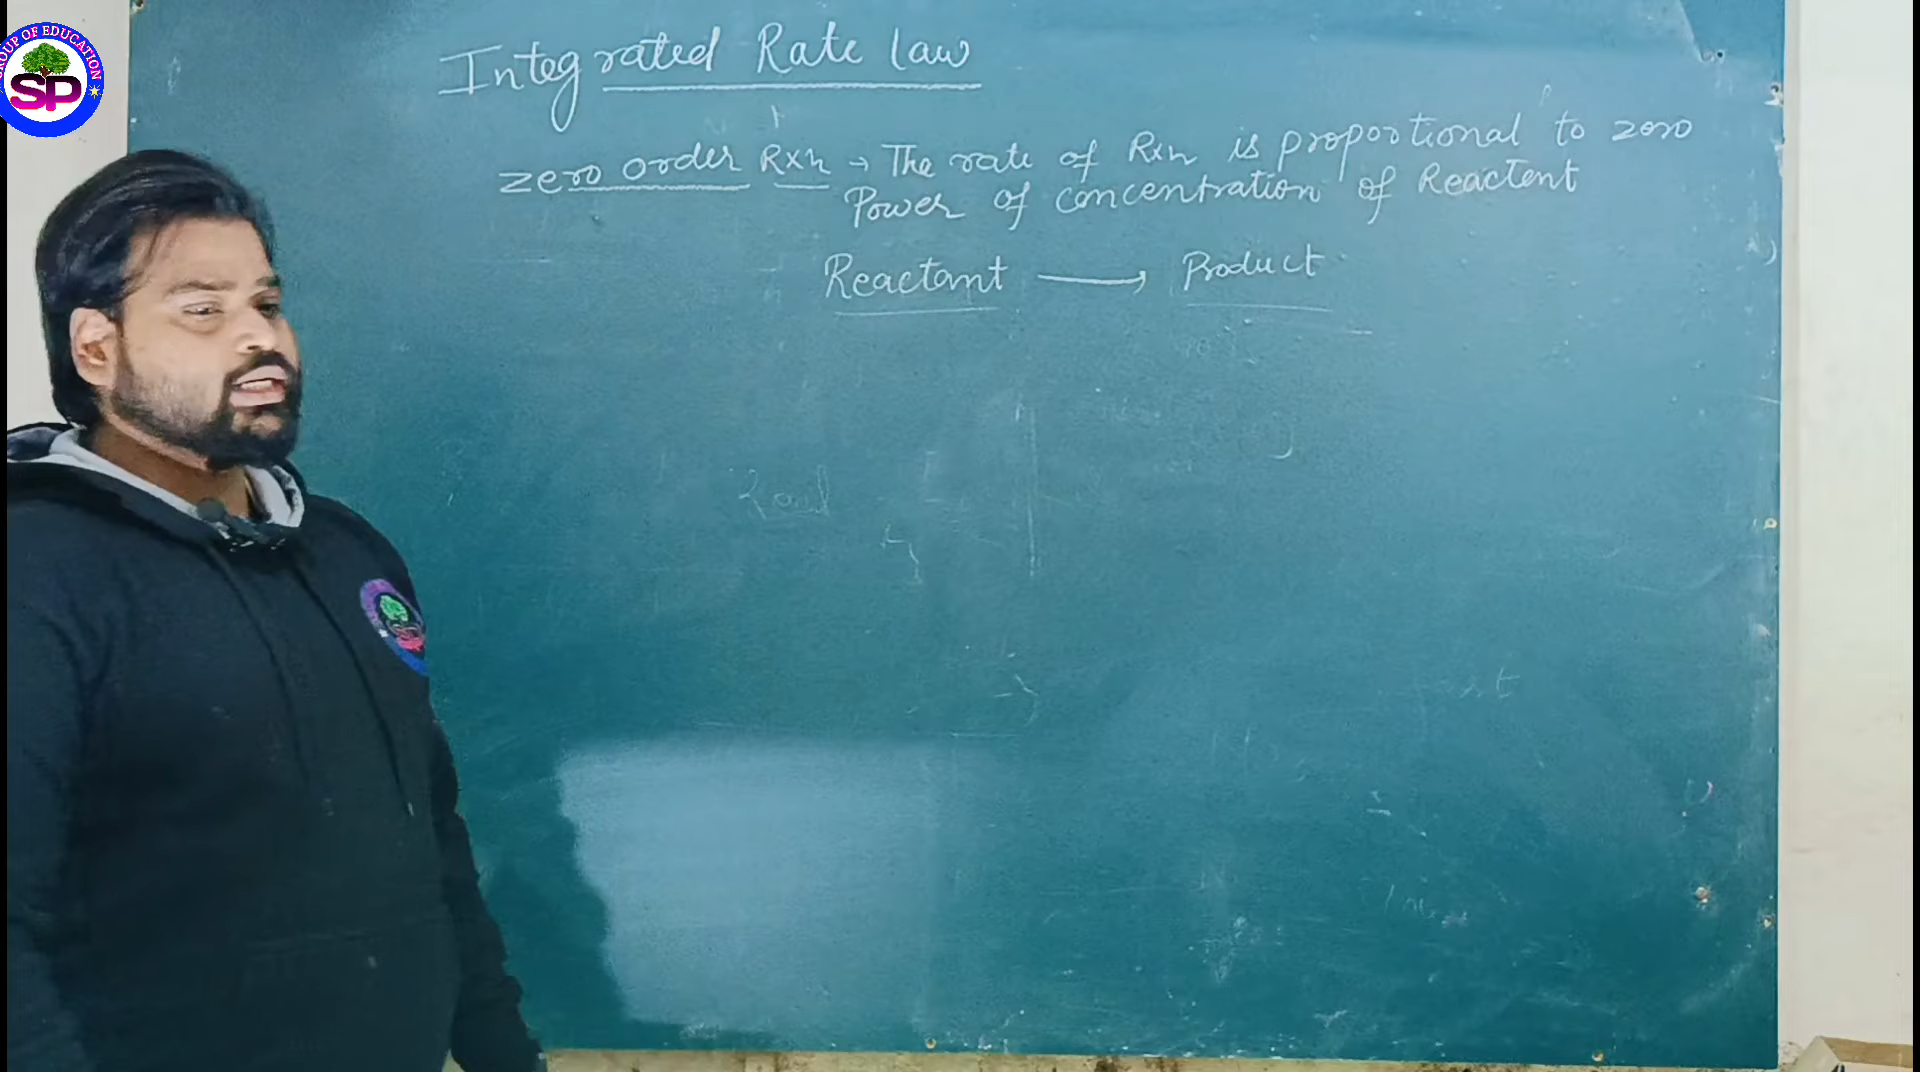 GROUP OF EDUCATION
SP
Integrated Rate law
zero order Rxn → The rate of Rxn is proportional to zero
Power of concentration of Reactent
Reactant ⟶ Product